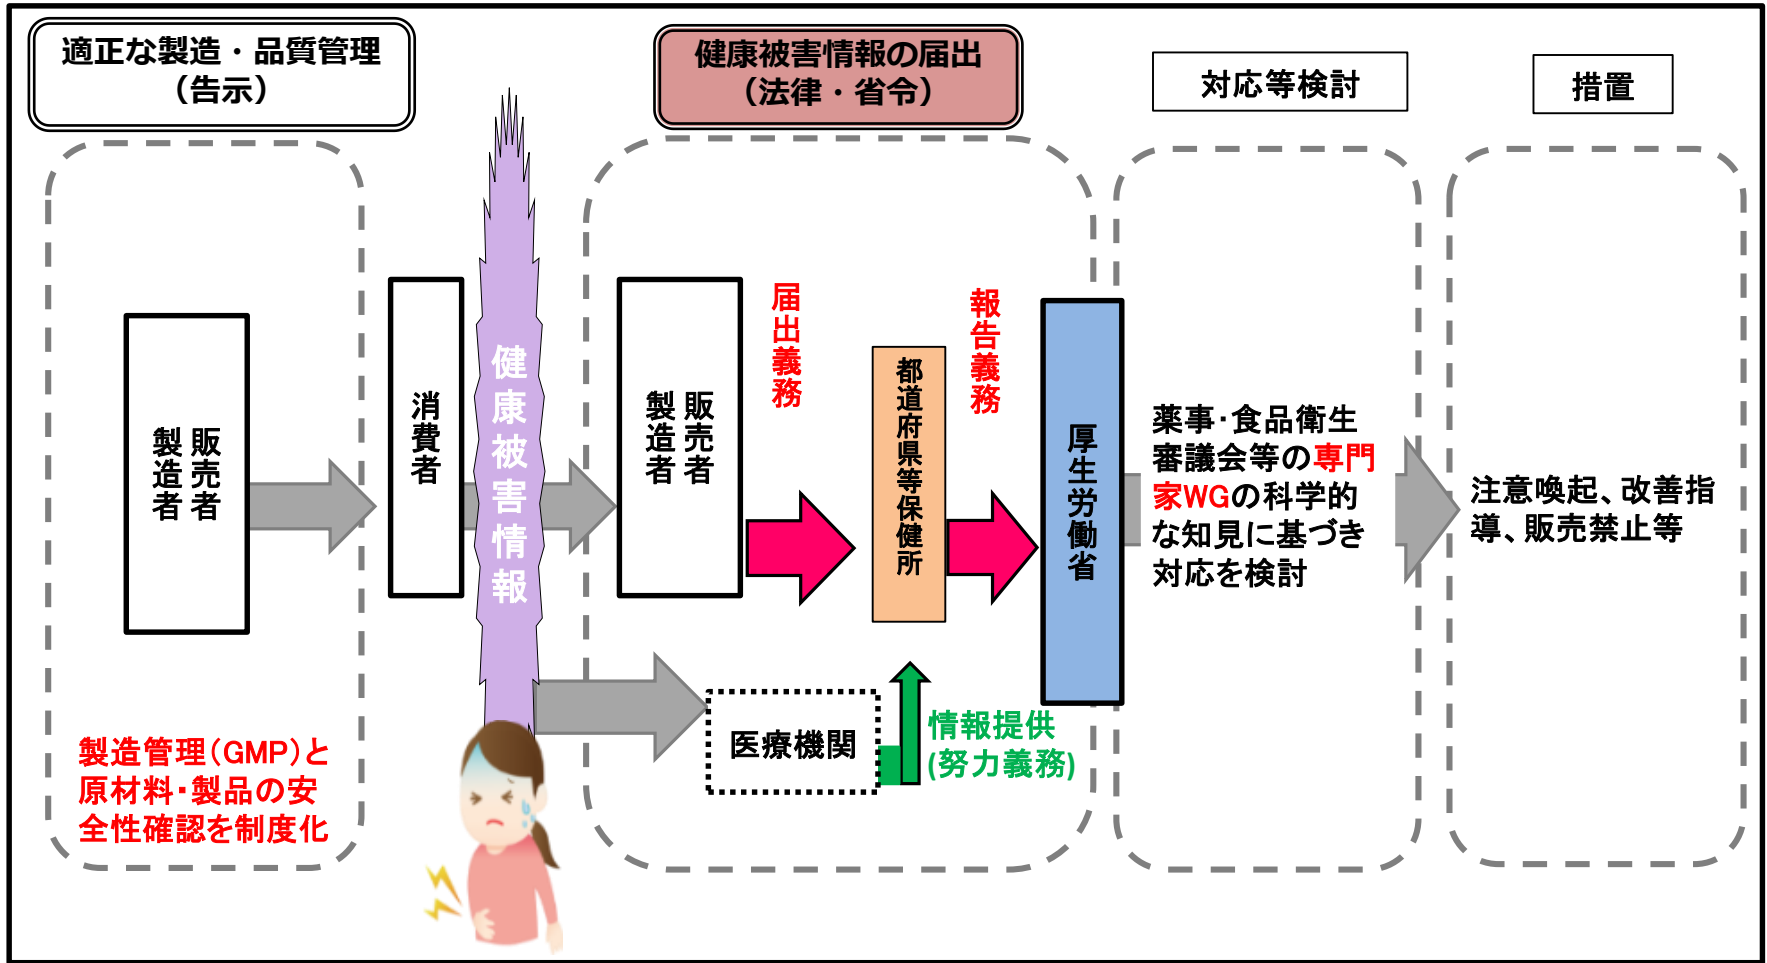 適正な製造・品質管理
（告示）
健康被害情報の届出
（法律・省令）
対応等検討
措置
販売者
製造者
製造管理（GMP）と
原材料・製品の安
全性確認を制度化
消費者
健康被害情報
販売者
製造者
届出義務
都道府県等保健所
報告義務
厚生労働省
医療機関
情報提供
(努力義務)
薬事・食品衛生
審議会等の専門
家WGの科学的
な知見に基づき
対応を検討
注意喚起、改善指
導、販売禁止等